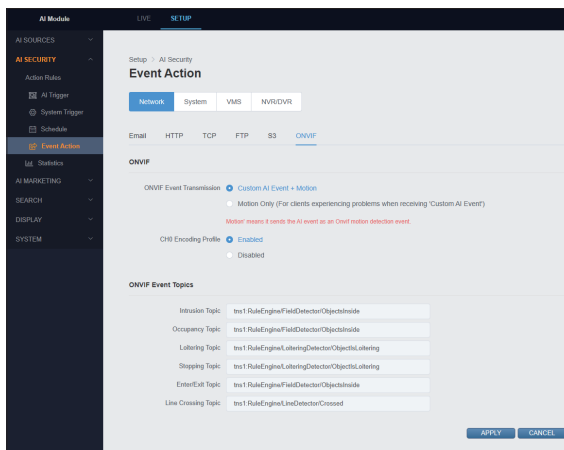 AI Module
LIVE
SETUP
AI SOURCES
AI SECURITY
Action Rules
AI Trigger
System Trigger
Schedule
Event Action
Statistics
AI MARKETING
SEARCH
DISPLAY
SYSTEM
Setup > AI Security
Event Action
Network
System
VMS
NVR/DVR
Email
HTTP
TCP
FTP
S3
ONVIF
ONVIF
ONVIF Event Transmission
Custom AI Event + Motion
Motion Only (For clients experiencing problems when receiving 'Custom AI Event')
Motion' means it sends the AI event as an Onvif motion detection event.
CH0 Encoding Profile
Enabled
Disabled
ONVIF Event Topics
Intrusion Topic tns1:RuleEngine/FieldDetector/ObjectsInside
Occupancy Topic tns1:RuleEngine/FieldDetector/ObjectsInside
Loitering Topic tns1:RuleEngine/LoiteringDetector/ObjectIsLoitering
Stopping Topic tns1:RuleEngine/LoiteringDetector/ObjectIsLoitering
Enter/Exit Topic tns1:RuleEngine/FieldDetector/ObjectsInside
Line Crossing Topic tns1:RuleEngine/LineDetector/Crossed
APPLY
CANCEL